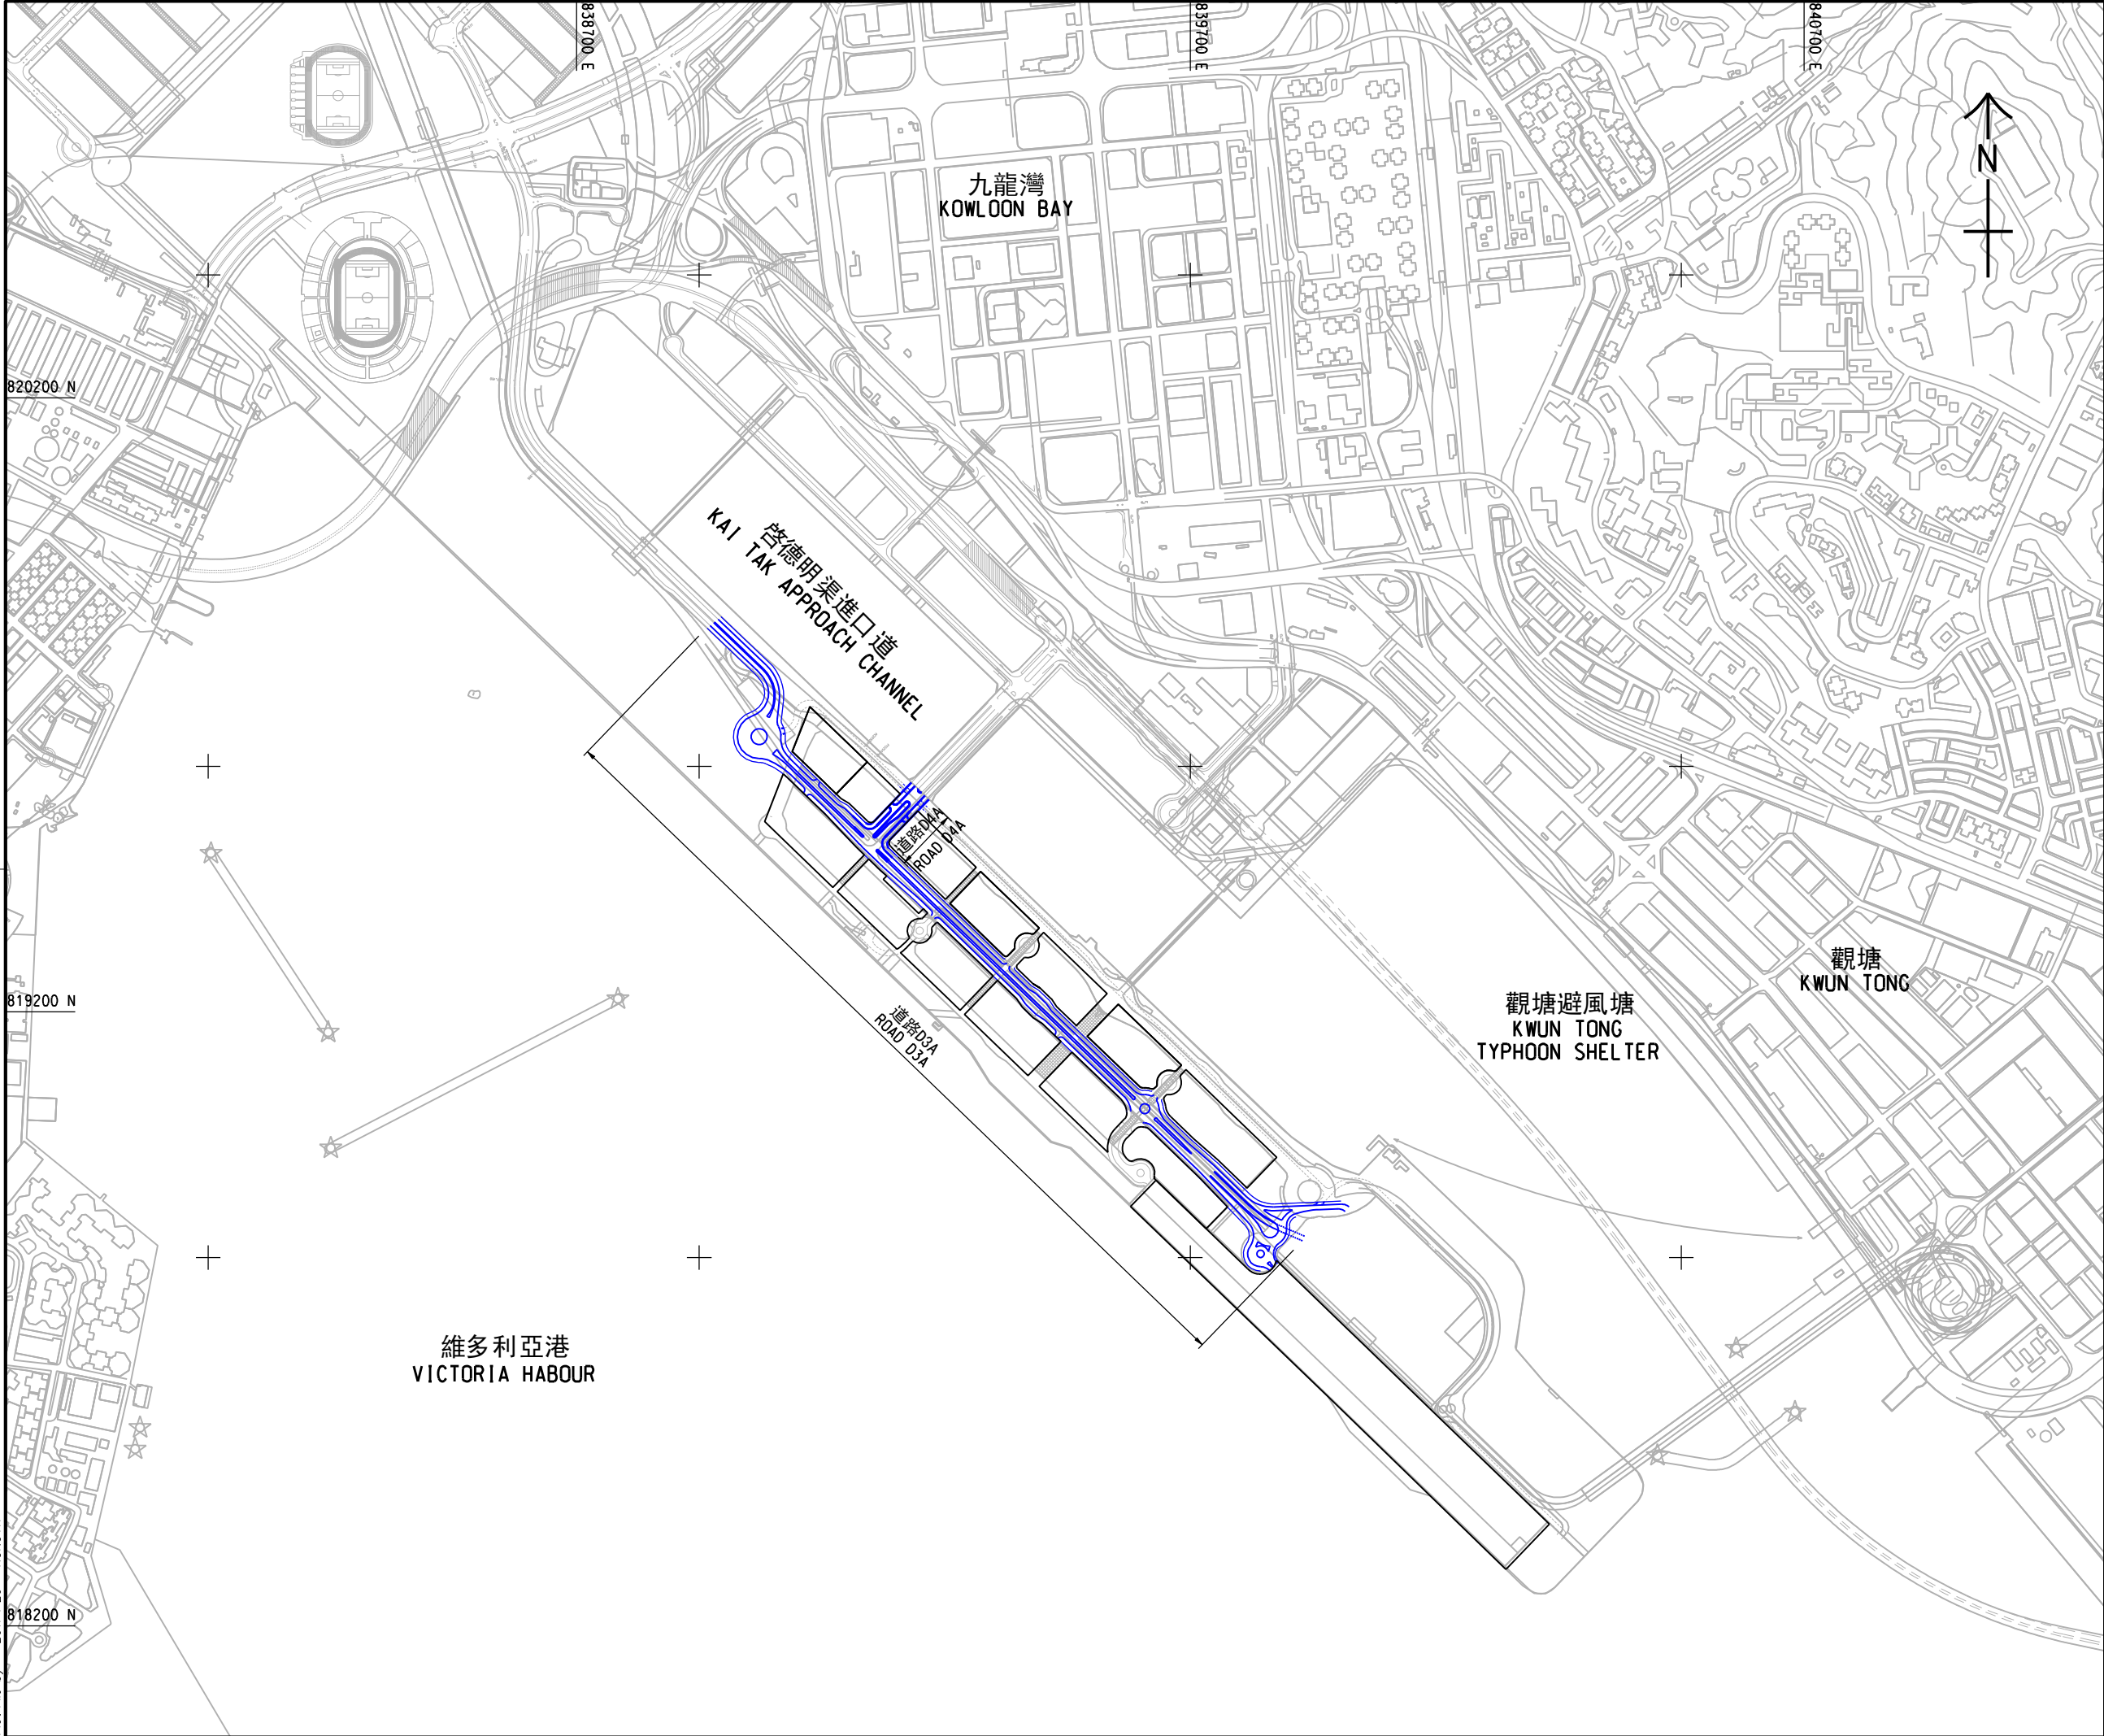 838700 E
839700 E
840700 E
N
九龍灣
KOWLOON BAY
820200 N
啓德明渠進口道
KAI TAK APPROACH CHANNEL
道路D4A
ROAD D4A
觀塘
KWUN TONG
819200 N
觀塘避風塘
KWUN TONG
TYPHOON SHELTER
道路D3A
ROAD D3A
維多利亞港
VICTORIA HABOUR
818200 N